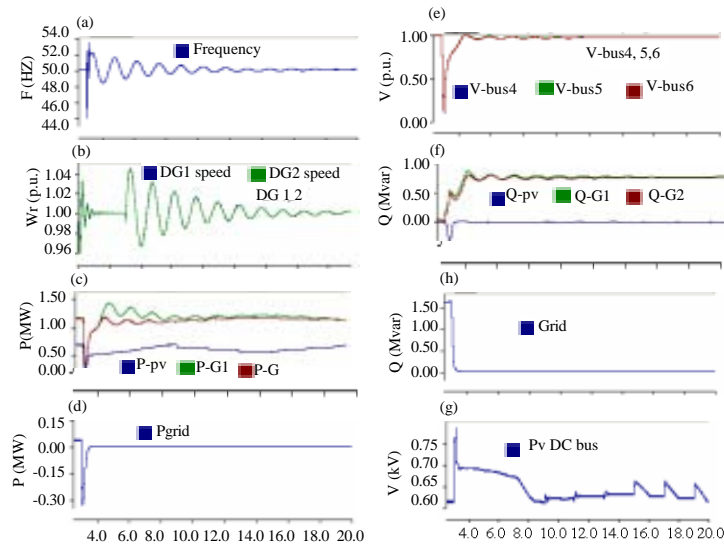 (a)
54.0
52.0
50.0
48.0
46.0
44.0
F (HZ)
Frequency
(b)
1.04
1.00
0.98
0.96
Wr (p.u.)
DG1 speed
DG2 speed
DG 1,2
(c)
1.50
1.00
0.50
0.00
P(MW)
P-pv
P-G1
P-G
(d)
0.15
0.00
-0.15
-0.30
P (MW)
Pgrid
4.0 6.0 8.0 10.0 12.0 14.0 16.0 18.0 20.0
(e)
1.00
0.50
0.00
V (p.u.)
V-bus4, 5,6
V-bus4
V-bus5
V-bus6
(f)
1.00
0.50
0.00
Q (Mvar)
Q-pv
Q-G1
Q-G2
(h)
1.50
1.00
0.50
0.00
Q (Mvar)
Grid
(g)
0.75
0.70
0.65
0.60
V (kV)
Pv DC bus
4.0 6.0 8.0 10.0 12.0 14.0 16.0 18.0 20.0